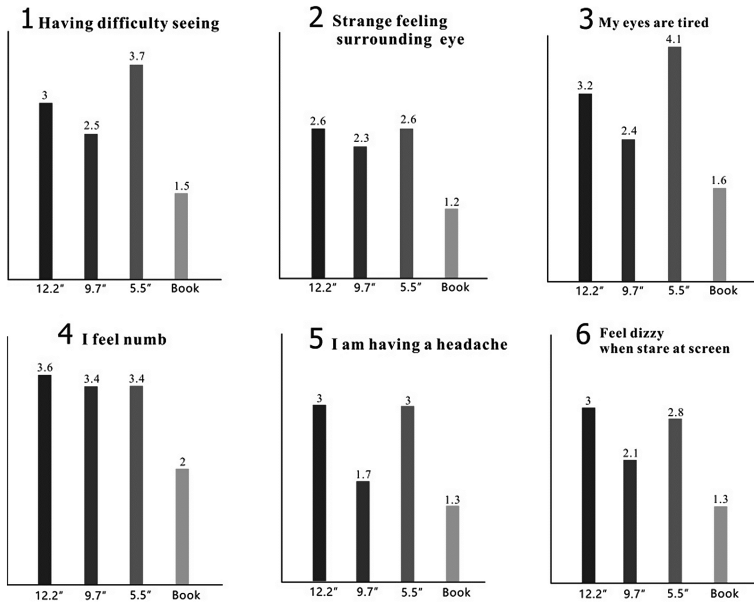 1 Having difficulty seeing
3
2.5
3.7
1.5
12.2″ 9.7″ 5.5″ Book
2 Strange feeling
surrounding eye
2.6
2.3
2.6
1.2
12.2″ 9.7″ 5.5″ Book
3 My eyes are tired
3.2
2.4
4.1
1.6
12.2″ 9.7″ 5.5″ Book
4 I feel numb
3.6
3.4
3.4
2
12.2″ 9.7″ 5.5″ Book
5 I am having a headache
3
1.7
3
1.3
12.2″ 9.7″ 5.5″ Book
6 Feel dizzy
when stare at screen
3
2.1
2.8
1.3
12.2″ 9.7″ 5.5″ Book